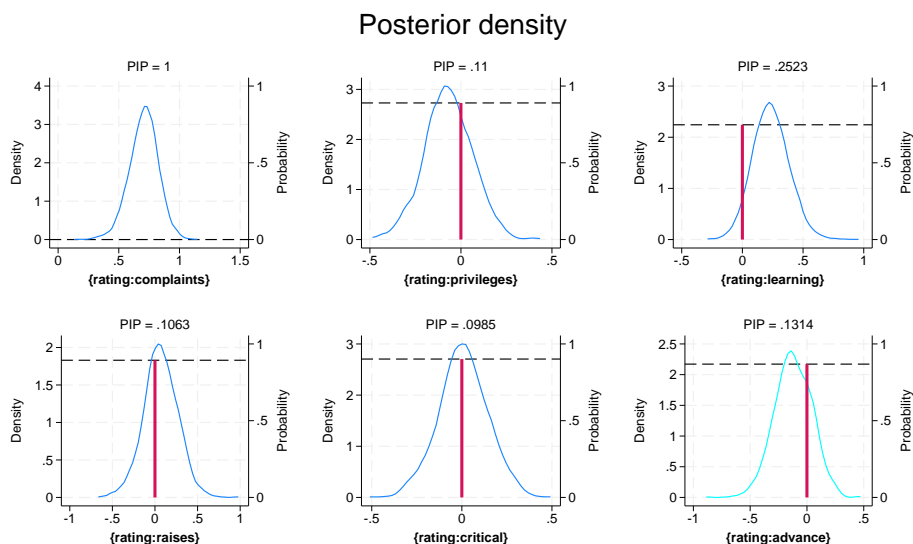 Posterior density
PIP = 1
4
3
2
1
0
Density
1
.5
0
Probability
0 .5 1 1.5
{rating:complaints}
PIP = .11
3
2
1
0
Density
1
.5
0
Probability
-.5 0 .5
{rating:privileges}
PIP = .2523
3
2
1
0
Density
1
.5
0
Probability
-.5 0 .5 1
{rating:learning}
PIP = .1063
2
1.5
1
.5
0
Density
1
.5
0
Probability
-1 -.5 0 .5 1
{rating:raises}
PIP = .0985
3
2
1
0
Density
1
.5
0
Probability
-.5 0 .5
{rating:critical}
PIP = .1314
2.5
2
1.5
1
.5
0
Density
1
.5
0
Probability
-1 -.5 0 .5
{rating:advance}